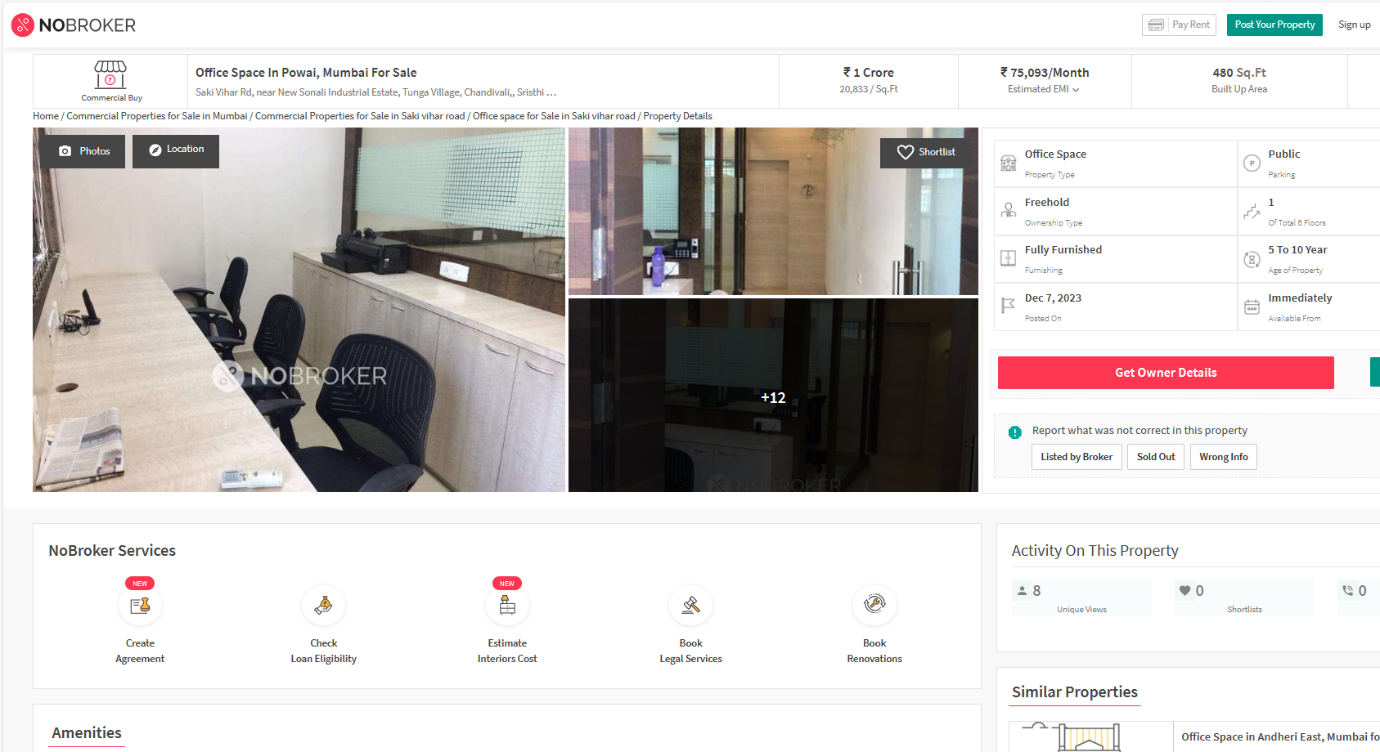 NOBROKER
Pay Rent
Post Your Property
Sign up
Commercial Buy
Office Space In Powai, Mumbai For Sale
Saki Vihar Rd, near New Sonali Industrial Estate, Tunga Village, Chandivali,, Sristhi ...
₹ 1 Crore
20,833 / Sq.Ft
₹ 75,093/Month
Estimated EMI
480 Sq.Ft
Built Up Area
Home / Commercial Properties for Sale in Mumbai / Commercial Properties for Sale in Saki vihar road / Office space for Sale in Saki vihar road / Property Details
Photos
Location
Shortlist
NOBROKER
+12
NOBROKER
Office Space
Property Type
Public
Parking
Freehold
Ownership Type
1
Of Total 6 Floors
Fully Furnished
Furnishing
5 To 10 Year
Age of Property
Dec 7, 2023
Posted On
Immediately
Available From
Get Owner Details
Report what was not correct in this property
Listed by Broker
Sold Out
Wrong Info
NoBroker Services
NEW
Create
Agreement
Check
Loan Eligibility
NEW
Estimate
Interiors Cost
Book
Legal Services
Book
Renovations
Activity On This Property
8
Unique Views
0
Shortlists
0
Amenities
Similar Properties
Office Space in Andheri East, Mumbai fo